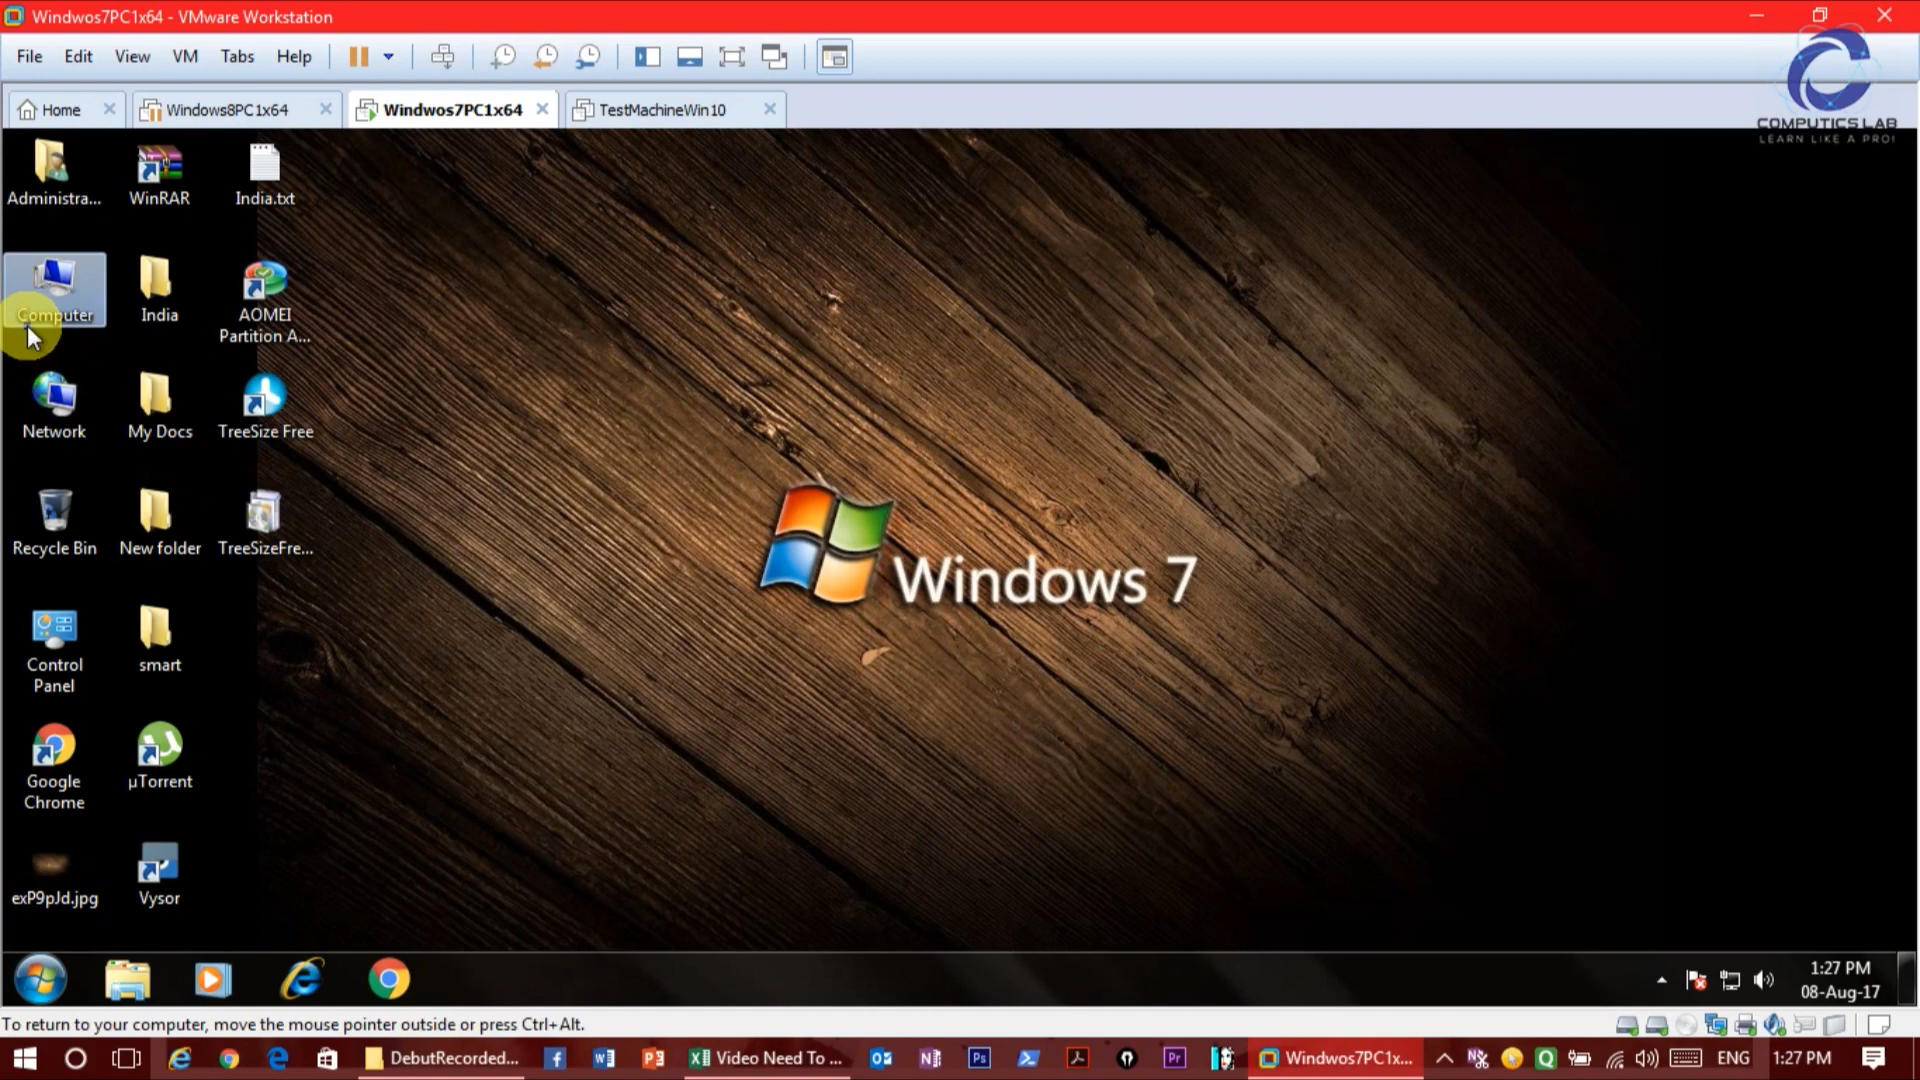 Windwos7PC1x64 - VMware Workstation
File Edit View VM Tabs Help
COMPUTICS LAB
LEARN LIKE A PRO!
Home Windows8PC1x64 Windwos7PC1x64 TestMachineWin10
Administra... WinRAR India.txt
Computer India AOMEI
Partition A...
Network My Docs TreeSize Free
Recycle Bin New folder TreeSizeFre...
Control
Panel
smart
Google
Chrome
µTorrent
exP9pJd.jpg Vysor
Windows 7
1:27 PM
08-Aug-17
To return to your computer, move the mouse pointer outside or press Ctrl+Alt.
DebutRecorded... Video Need To ... Windwos7PC1x... ENG 1:27 PM